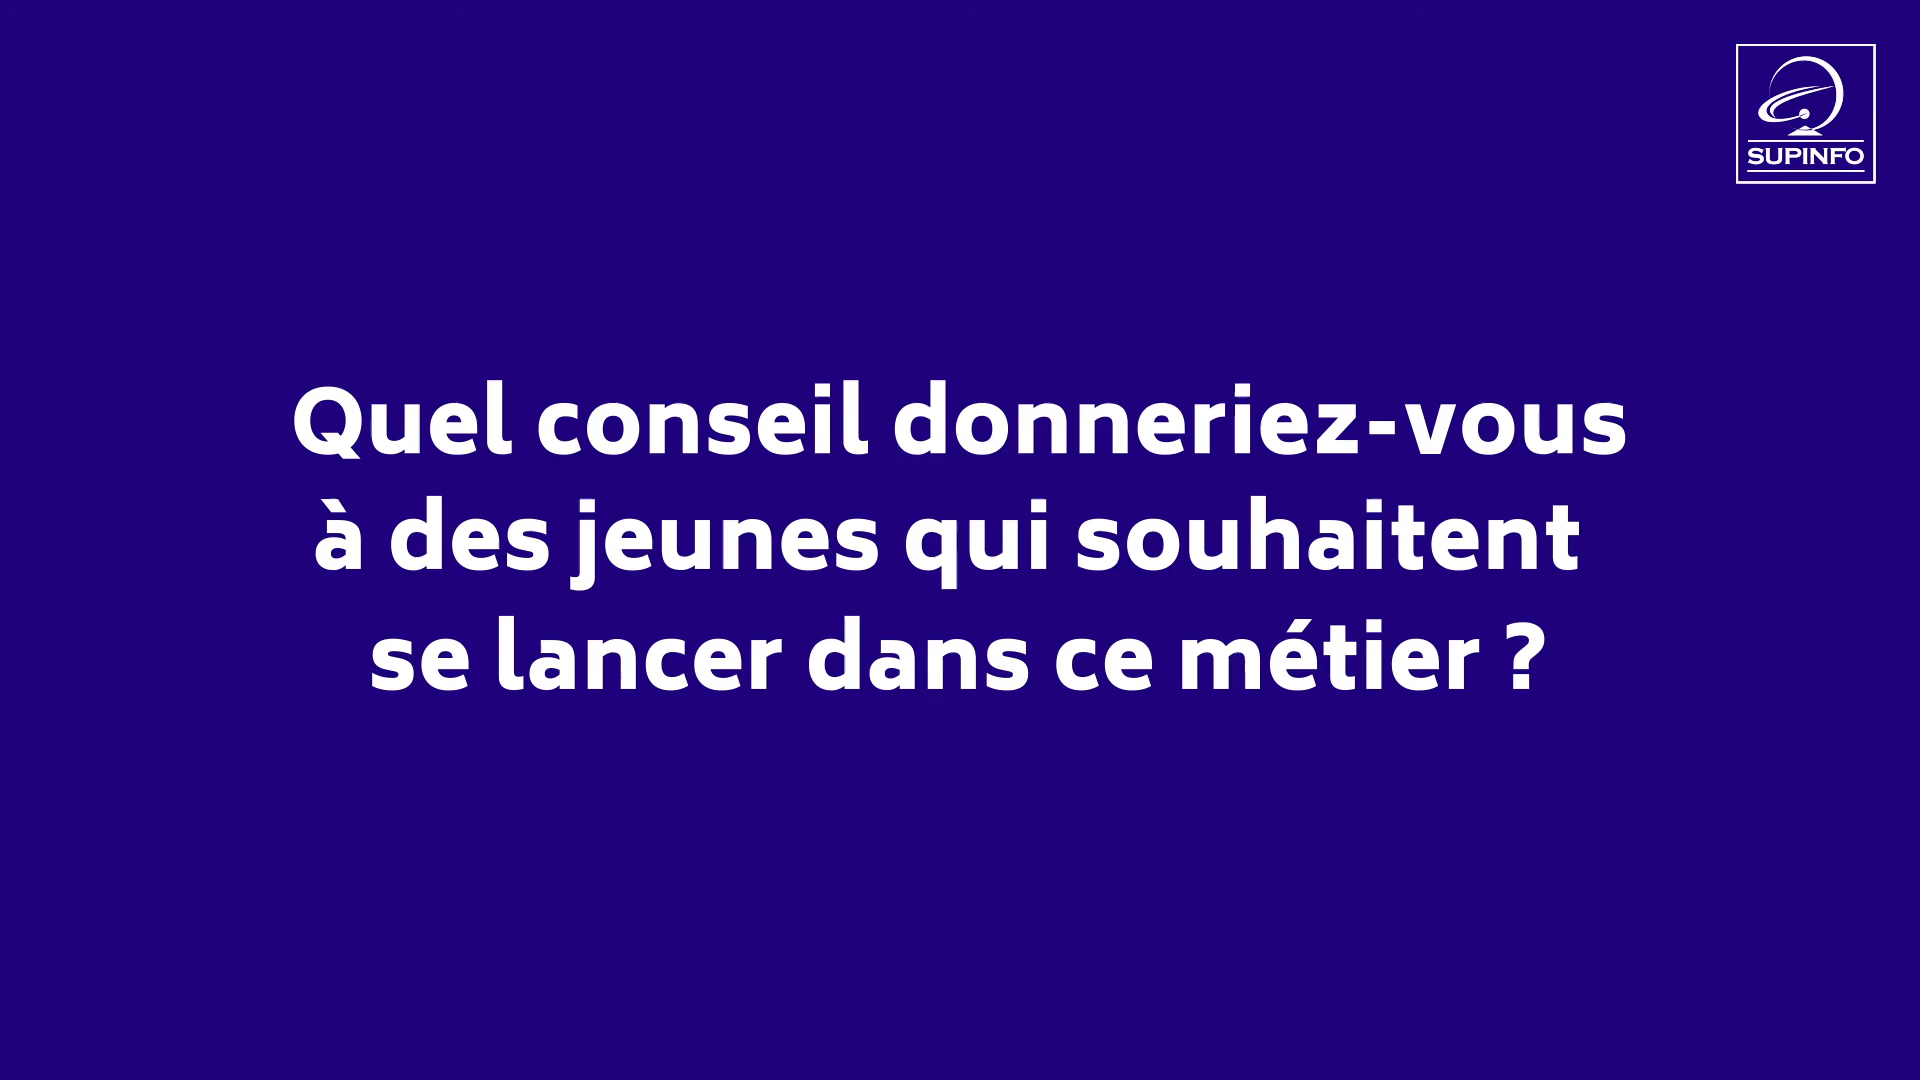 SUPINFO
Quel conseil donneriez-vous
à des jeunes qui souhaitent
se lancer dans ce métier ?